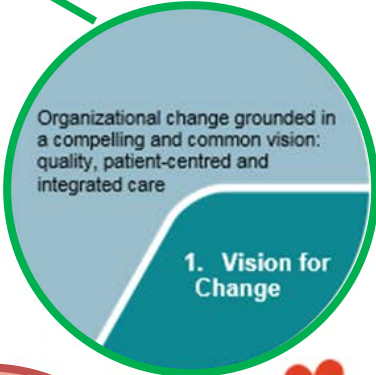 Organizational change grounded in
a compelling and common vision:
quality, patient-centred and
integrated care
1. Vision for
Change